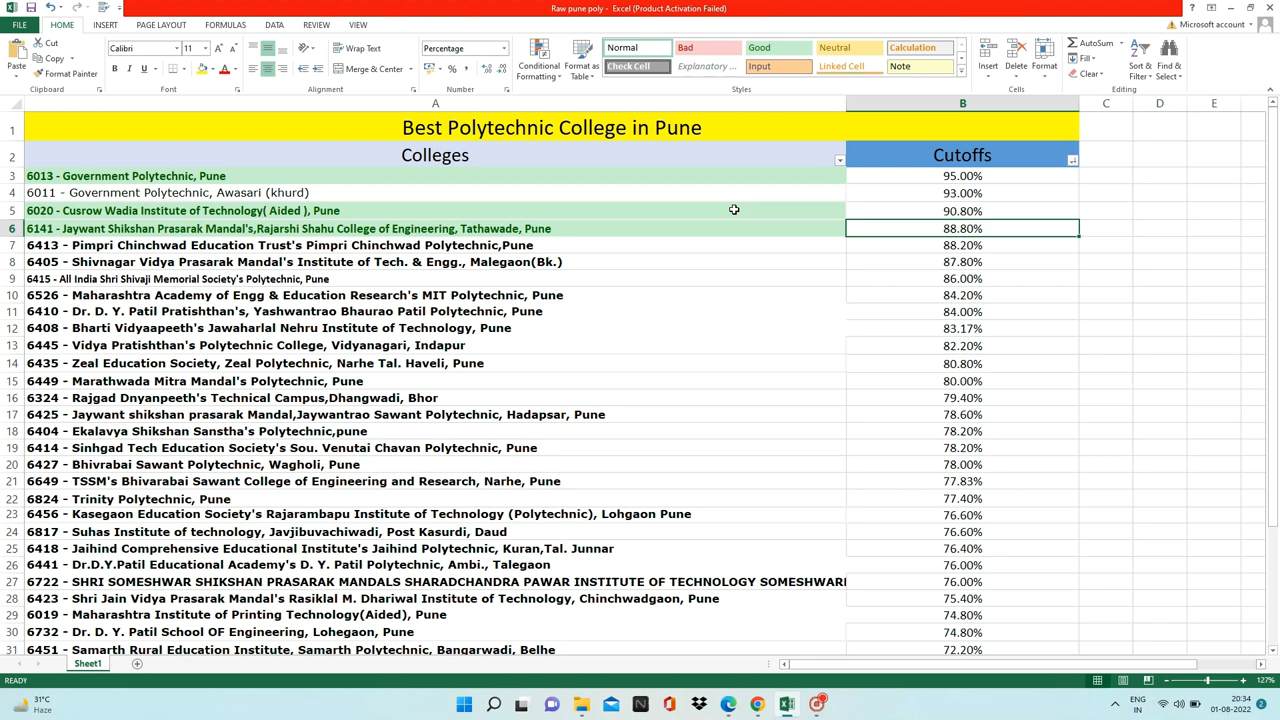 Raw pune poly - Excel (Product Activation Failed)
FILE HOME INSERT PAGE LAYOUT FORMULAS DATA REVIEW VIEW Microsoft account
Paste Cut Copy Format Painter Clipboard
Calibri 11 B I U Font
Wrap Text Merge & Center Alignment
Percentage % Number
Conditional Formatting Format as Table
Normal Bad Good Neutral Calculation
Check Cell Explanatory ... Input Linked Cell Note
Styles
Insert Delete Format Cells
AutoSum Fill Clear Sort & Filter Find & Select Editing
A B C D E
1 Best Polytechnic College in Pune
2 Colleges Cutoffs
3 6013 - Government Polytechnic, Pune 95.00%
4 6011 - Government Polytechnic, Awasari (khurd) 93.00%
5 6020 - Cusrow Wadia Institute of Technology( Aided ), Pune 90.80%
6 6141 - Jaywant Shikshan Prasarak Mandal's,Rajarshi Shahu College of Engineering, Tathawade, Pune 88.80%
7 6413 - Pimpri Chinchwad Education Trust's Pimpri Chinchwad Polytechnic,Pune 88.20%
8 6405 - Shivnagar Vidya Prasarak Mandal's Institute of Tech. & Engg., Malegaon(Bk.) 87.80%
9 6415 - All India Shri Shivaji Memorial Society's Polytechnic, Pune 86.00%
10 6526 - Maharashtra Academy of Engg & Education Research's MIT Polytechnic, Pune 84.20%
11 6410 - Dr. D. Y. Patil Pratishthan's, Yashwantrao Bhaurao Patil Polytechnic, Pune 84.00%
12 6408 - Bharti Vidyaapeeth's Jawaharlal Nehru Institute of Technology, Pune 83.17%
13 6445 - Vidya Pratishthan's Polytechnic College, Vidyanagari, Indapur 82.20%
14 6435 - Zeal Education Society, Zeal Polytechnic, Narhe Tal. Haveli, Pune 80.80%
15 6449 - Marathwada Mitra Mandal's Polytechnic, Pune 80.00%
16 6324 - Rajgad Dnyanpeeth's Technical Campus,Dhangwadi, Bhor 79.40%
17 6425 - Jaywant shikshan prasarak Mandal,Jaywantrao Sawant Polytechnic, Hadapsar, Pune 78.60%
18 6404 - Ekalavya Shikshan Sanstha's Polytechnic,pune 78.20%
19 6414 - Sinhgad Tech Education Society's Sou. Venutai Chavan Polytechnic, Pune 78.20%
20 6427 - Bhivrabai Sawant Polytechnic, Wagholi, Pune 78.00%
21 6649 - TSSM's Bhivarabai Sawant College of Engineering and Research, Narhe, Pune 77.83%
22 6824 - Trinity Polytechnic, Pune 77.40%
23 6456 - Kasegaon Education Society's Rajarambapu Institute of Technology (Polytechnic), Lohgaon Pune 76.60%
24 6817 - Suhas Institute of technology, Javjibuvachiwadi, Post Kasurdi, Daud 76.60%
25 6418 - Jaihind Comprehensive Educational Institute's Jaihind Polytechnic, Kuran,Tal. Junnar 76.40%
26 6441 - Dr.D.Y.Patil Educational Academy's D. Y. Patil Polytechnic, Ambi., Talegaon 76.00%
27 6722 - SHRI SOMESHWAR SHIKSHAN PRASARAK MANDALS SHARADCHANDRA PAWAR INSTITUTE OF TECHNOLOGY SOMESHWAR 76.00%
28 6423 - Shri Jain Vidya Prasarak Mandal's Rasiklal M. Dhariwal Institute of Technology, Chinchwadgaon, Pune 75.40%
29 6019 - Maharashtra Institute of Printing Technology(Aided), Pune 74.80%
30 6732 - Dr. D. Y. Patil School OF Engineering, Lohegaon, Pune 74.80%
31 6451 - Samarth Rural Education Institute, Samarth Polytechnic, Bangarwadi, Belhe 72.20%
Sheet1
READY 127%
31°C Haze ENG IN 20:34 01-08-2022